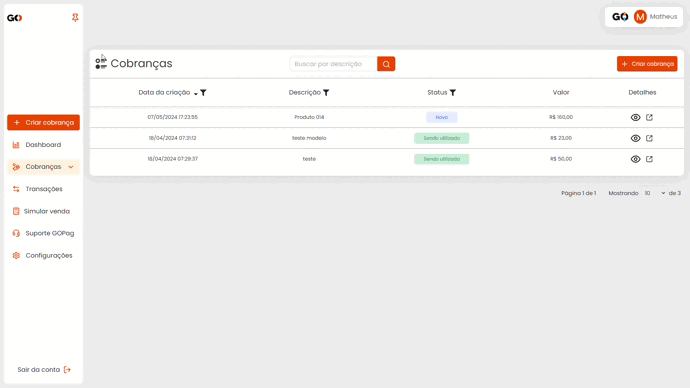 GO
GO M Matheus
Cobranças
Buscar por descrição
+ Criar cobrança
Data da criação
Descrição
Status
Valor
Detalhes
07/05/2024 17:23:55
Produto 014
Novo
R$ 160,00
18/04/2024 07:31:12
teste modelo
Sendo utilizada
R$ 23,00
18/04/2024 07:29:37
teste
Sendo utilizada
R$ 50,00
Página 1 de 1
Mostrando 10 de 3
+ Criar cobrança
Dashboard
Cobranças
Transações
Simular venda
Suporte GOPag
Configurações
Sair da conta